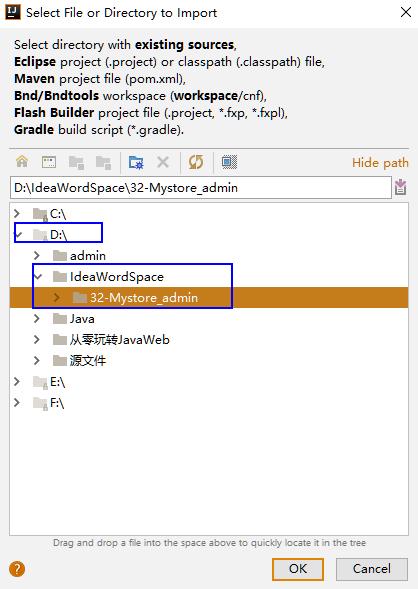 Select File or Directory to Import
Select directory with existing sources,
Eclipse project (.project) or classpath (.classpath) file,
Maven project file (pom.xml),
Bnd/Bndtools workspace (workspace/cnf),
Flash Builder project file (.project, *.fxp, *.fxpl),
Gradle build script (*.gradle).
Hide path
D:\IdeaWordSpace\32-Mystore_admin
C:\
D:\
admin
IdeaWordSpace
32-Mystore_admin
Java
从零玩转JavaWeb
源文件
E:\
F:\
Drag and drop a file into the space above to quickly locate it in the tree
?
OK
Cancel